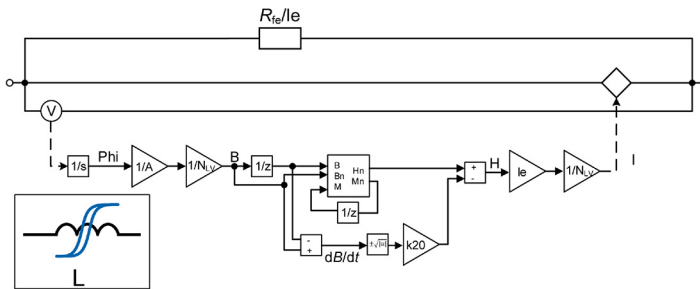 Rfe/le
V
1/s
Phi
1/A
1/NLV
B
1/z
B
Bn
M
Hn
Mn
1/z
+
-
H
le
1/NLV
I
-
+
dB/dt
±√|u|
k20
L